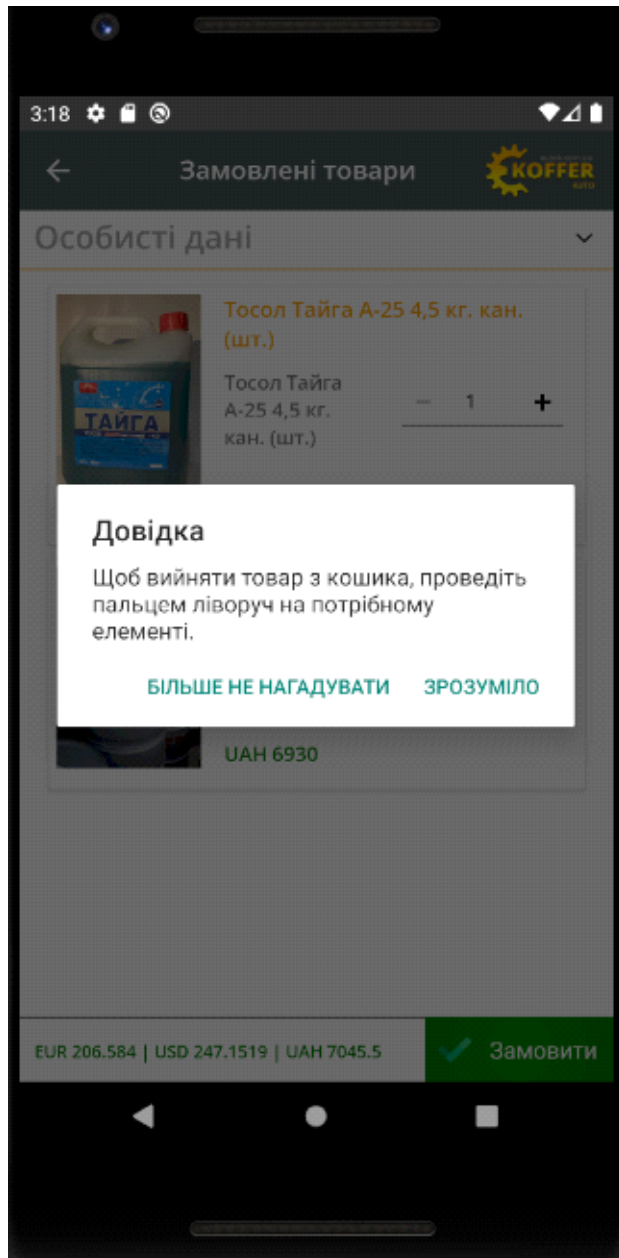 3:18
Замовлені товари
KOFFER
AUTO
Особисті дані
Тосол Тайга А-25 4,5 кг. кан.
(шт.)
Тосол Тайга
А-25 4,5 кг.
кан. (шт.)
1
ТАЙГА
Довідка
Щоб вийняти товар з кошика, проведіть
пальцем ліворуч на потрібному
елементі.
БІЛЬШЕ НЕ НАГАДУВАТИ
ЗРОЗУМІЛО
UAH 6930
EUR 206.584 | USD 247.1519 | UAH 7045.5
Замовити